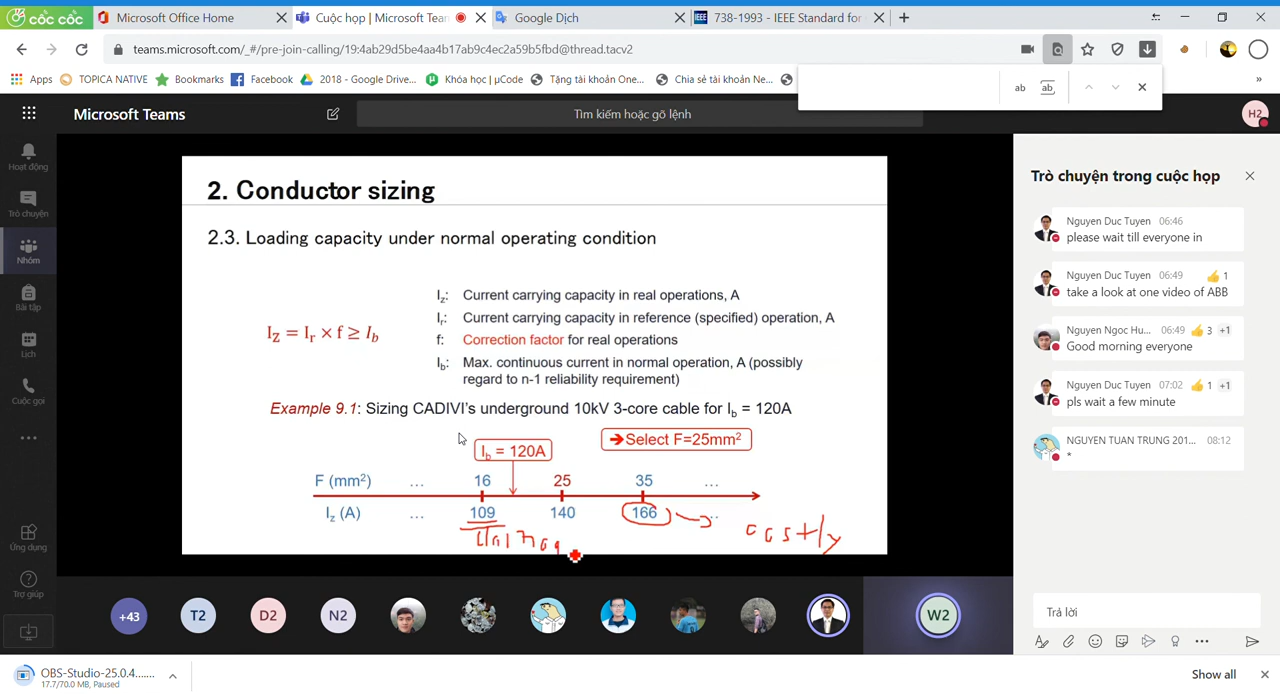 cốc cốc
Microsoft Office Home
Cuộc họp | Microsoft Tear
Google Dịch
738-1993 - IEEE Standard for
teams.microsoft.com/_#/pre-join-calling/19:4ab29d5be4aa4b17ab9c4ec2a59b5fbd@thread.tacv2
Apps
TOPICA NATIVE
Bookmarks
Facebook
2018 - Google Drive...
Khóa học | µCode
Tặng tài khoản One...
Chia sẻ tài khoản Ne...
»
ab
ab
Microsoft Teams
Tìm kiếm hoặc gõ lệnh
H2
Hoạt động
Trò chuyện
Nhóm
Bài tập
Lịch
Cuộc gọi
Ứng dụng
Trợ giúp
2. Conductor sizing
2.3. Loading capacity under normal operating condition
Iz = Ir × f ≥ Ib
Iz: Current carrying capacity in real operations, A
Ir: Current carrying capacity in reference (specified) operation, A
f: Correction factor for real operations
Ib: Max. continuous current in normal operation, A (possibly
regard to n-1 reliability requirement)
Example 9.1: Sizing CADIVI's underground 10kV 3-core cable for Ib = 120A
Ib = 120A
➔Select F=25mm²
F (mm²) ... 16 25 35 ...
Iz (A) ... 109 140 166 ...
costly
+43
T2
D2
N2
W2
Trò chuyện trong cuộc họp
Nguyen Duc Tuyen 06:46
please wait till everyone in
Nguyen Duc Tuyen 06:49 1
take a look at one video of ABB
Nguyen Ngoc Hu... 06:49 3 +1
Good morning everyone
Nguyen Duc Tuyen 07:02 1 +1
pls wait a few minute
NGUYEN TUAN TRUNG 201... 08:12
*
Trả lời
OBS-Studio-25.0.4.......
17.7/70.0 MB, Paused
Show all